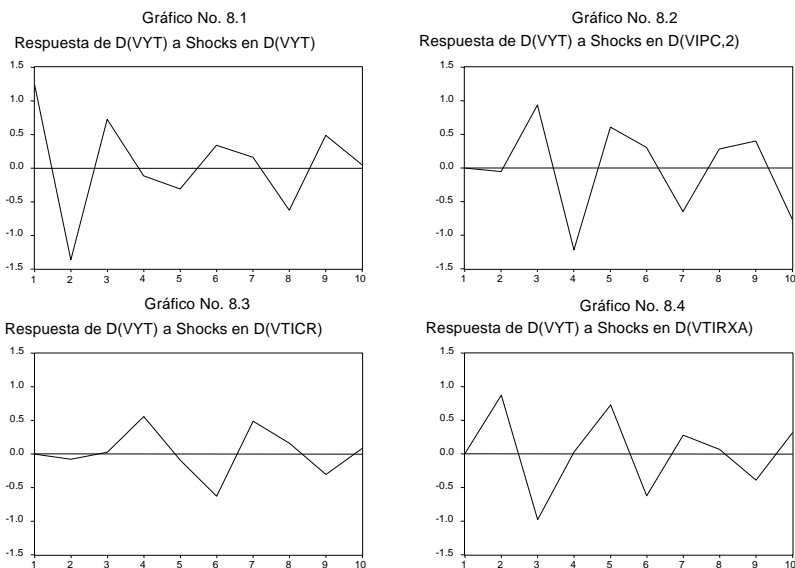 Gráfico No. 8.1
Respuesta de D(VYT) a Shocks en D(VYT)
1.5
1.0
0.5
0.0
-0.5
-1.0
-1.5
1 2 3 4 5 6 7 8 9 10
Gráfico No. 8.2
Respuesta de D(VYT) a Shocks en D(VIPC,2)
1.5
1.0
0.5
0.0
-0.5
-1.0
-1.5
1 2 3 4 5 6 7 8 9 10
Gráfico No. 8.3
Respuesta de D(VYT) a Shocks en D(VTICR)
1.5
1.0
0.5
0.0
-0.5
-1.0
-1.5
1 2 3 4 5 6 7 8 9 10
Gráfico No. 8.4
Respuesta de D(VYT) a Shocks en D(VTIRXA)
1.5
1.0
0.5
0.0
-0.5
-1.0
-1.5
1 2 3 4 5 6 7 8 9 10